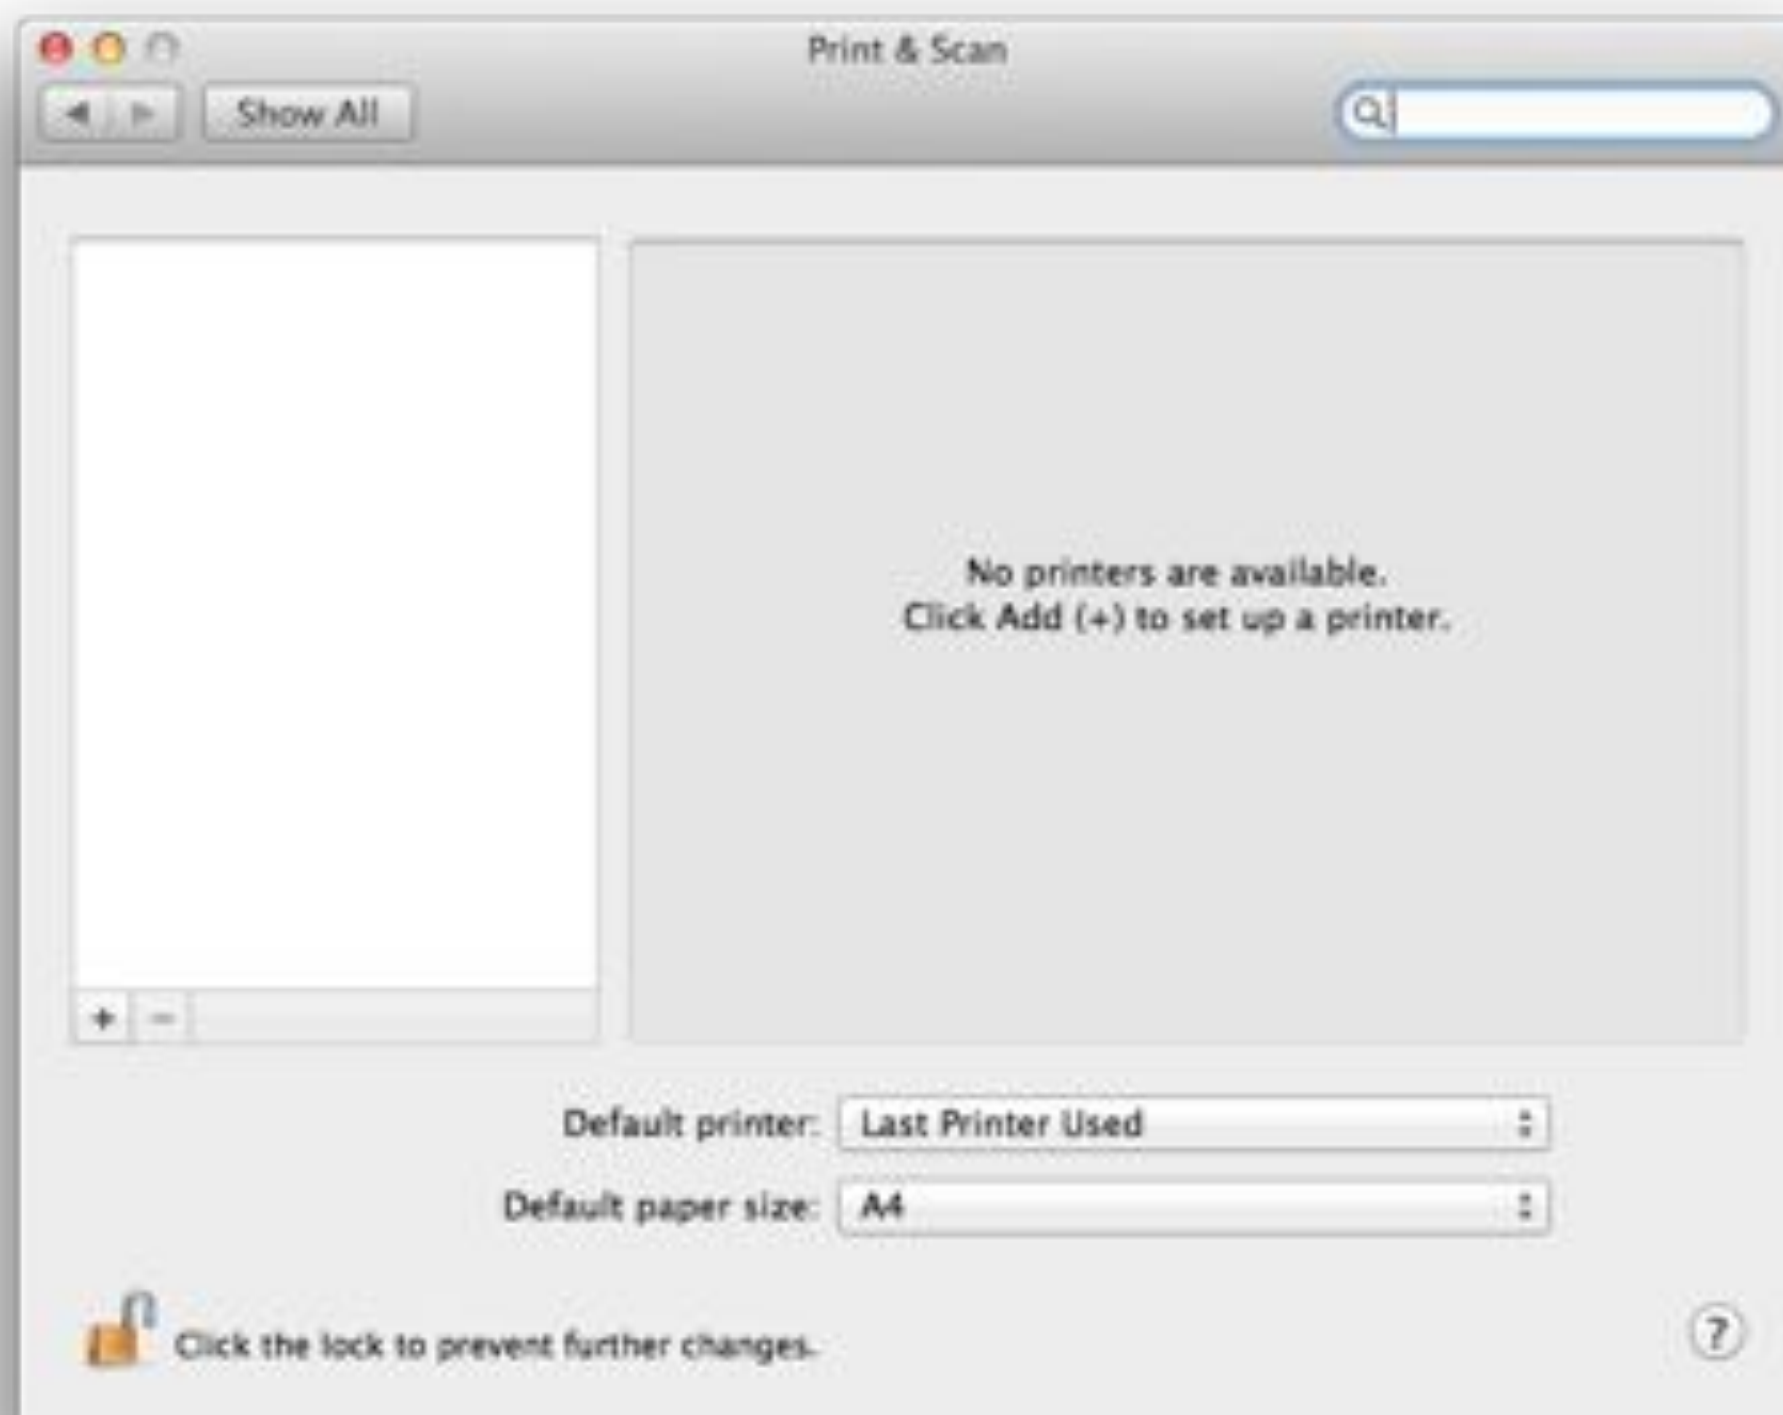 Print & Scan
Show All
No printers are available.
Click Add (+) to set up a printer.
+ −
Default printer: Last Printer Used
Default paper size: A4
Click the lock to prevent further changes.
?